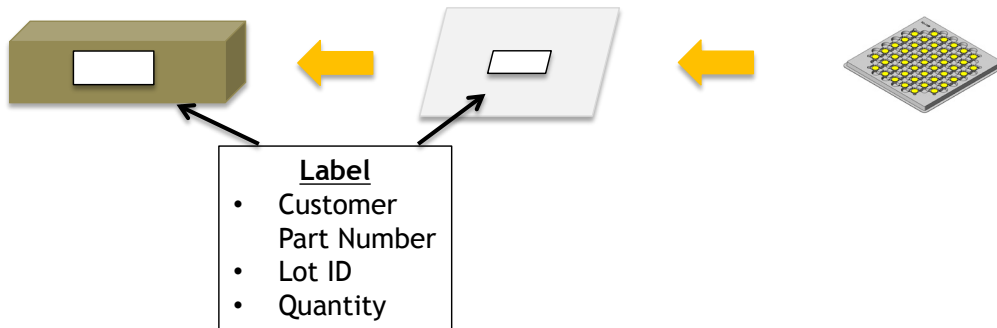 Label
• Customer
Part Number
• Lot ID
• Quantity